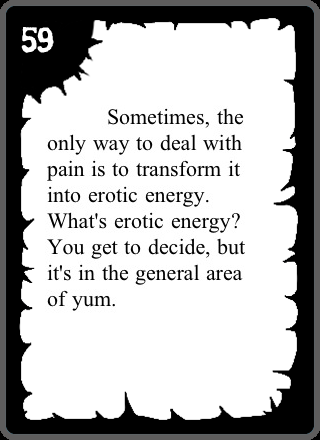 59
Sometimes, the
only way to deal with
pain is to transform it
into erotic energy.
What's erotic energy?
You get to decide, but
it's in the general area
of yum.